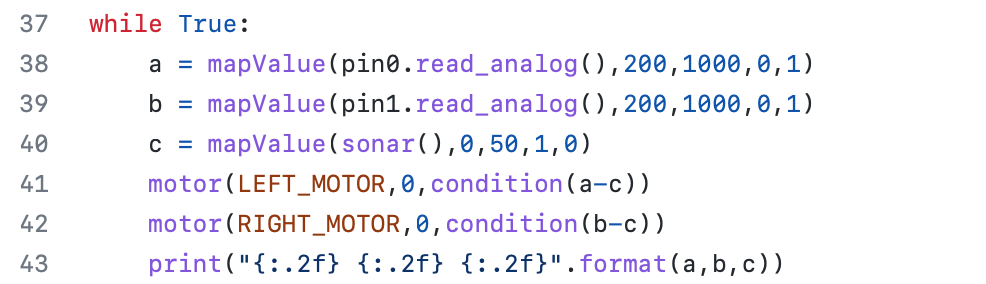 37 while True:
38     a = mapValue(pin0.read_analog(),200,1000,0,1)
39     b = mapValue(pin1.read_analog(),200,1000,0,1)
40     c = mapValue(sonar(),0,50,1,0)
41     motor(LEFT_MOTOR,0,condition(a-c))
42     motor(RIGHT_MOTOR,0,condition(b-c))
43     print("{:.2f} {:.2f} {:.2f}".format(a,b,c))